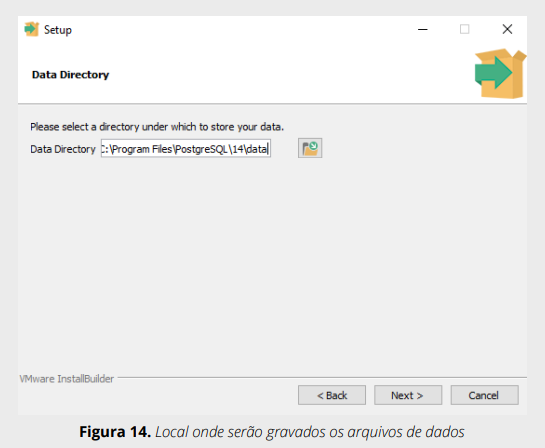 Setup
Data Directory
Please select a directory under which to store your data.
Data Directory C:\Program Files\PostgreSQL\14\data
VMware InstallBuilder
< Back Next > Cancel
Figura 14. Local onde serão gravados os arquivos de dados